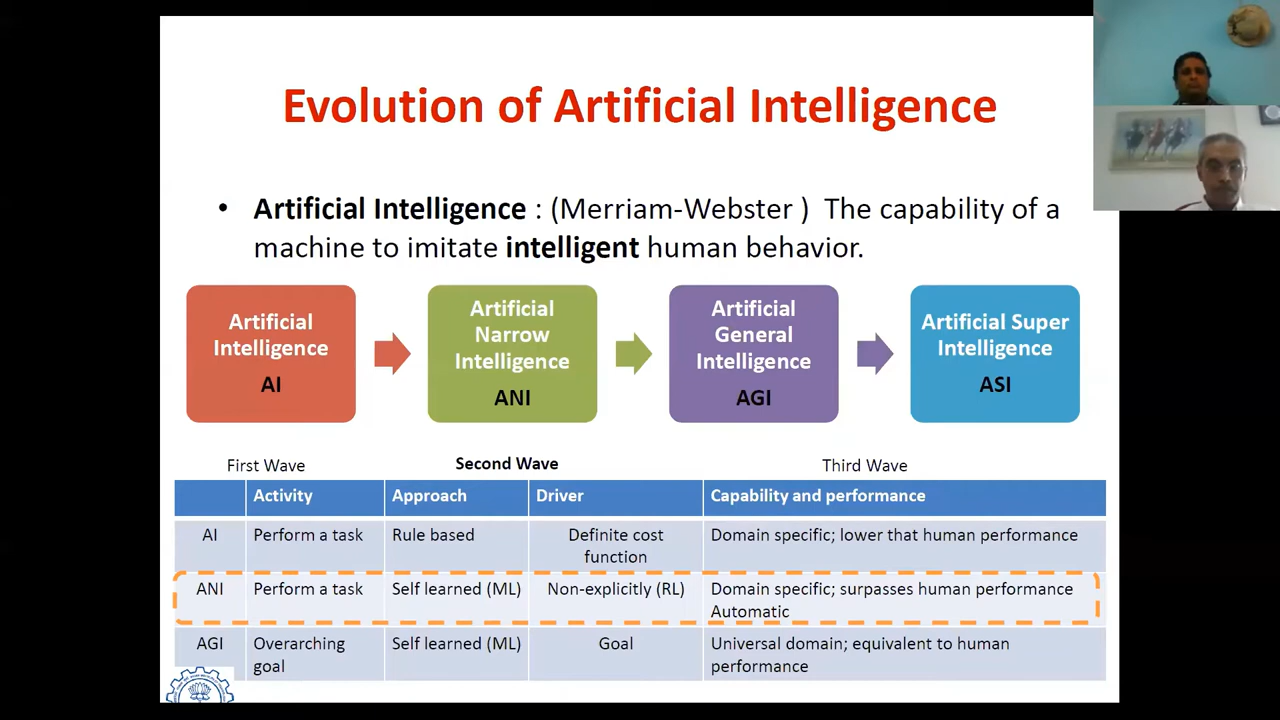 Evolution of Artificial Intelligence
• Artificial Intelligence : (Merriam-Webster ) The capability of a
machine to imitate intelligent human behavior.
Artificial
Intelligence
AI
Artificial
Narrow
Intelligence
ANI
Artificial
General
Intelligence
AGI
Artificial Super
Intelligence
ASI
First Wave
Second Wave
Third Wave
Activity Approach Driver Capability and performance
AI Perform a task Rule based Definite cost function Domain specific; lower that human performance
ANI Perform a task Self learned (ML) Non-explicitly (RL) Domain specific; surpasses human performance
Automatic
AGI Overarching goal Self learned (ML) Goal Universal domain; equivalent to human
performance